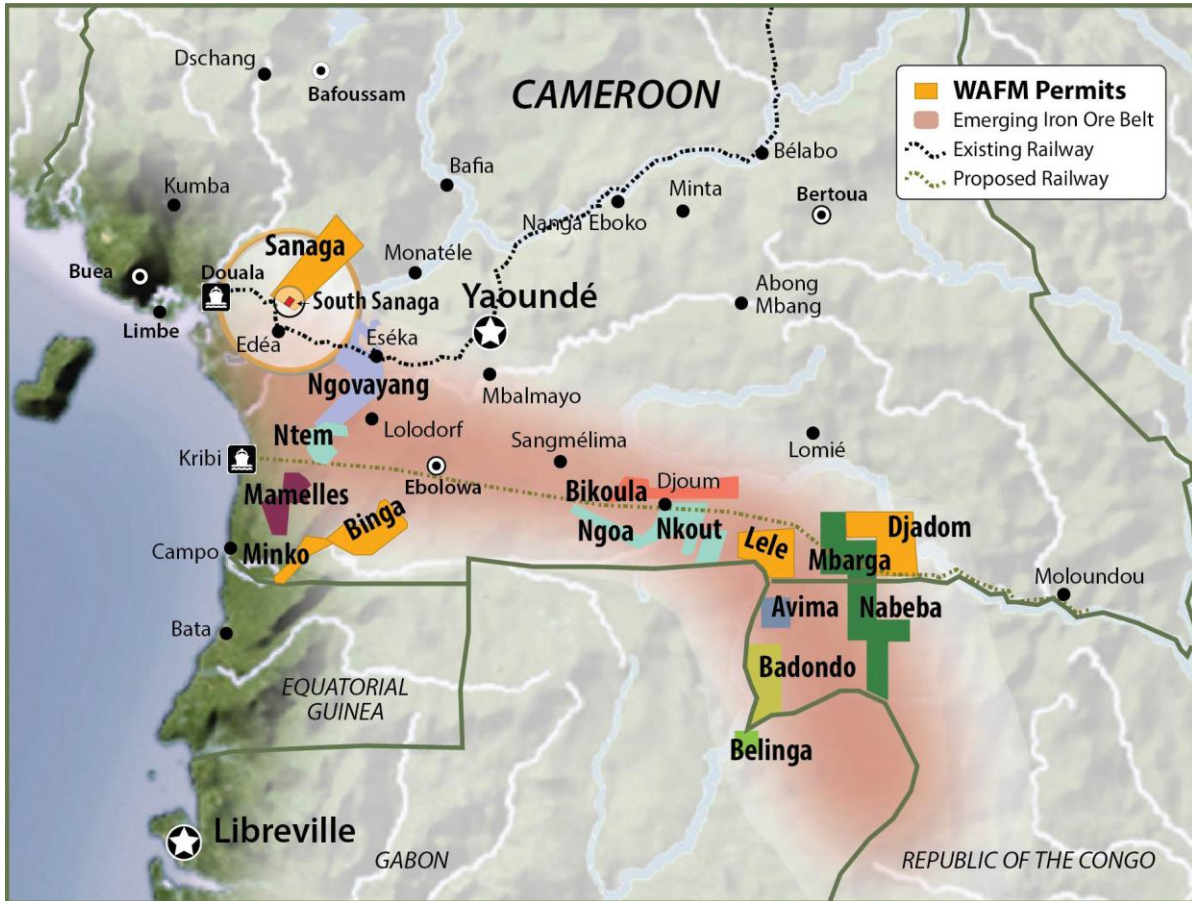 Dschang
Bafoussam
CAMEROON
WAFM Permits
Emerging Iron Ore Belt
Existing Railway
Proposed Railway
Bélabo
Bafia
Kumba
Minta
Bertoua
Nanga Eboko
Sanaga
Monatéle
Buea
Douala
South Sanaga
Yaoundé
Abong
Mbang
Limbe
Edéa
Eséka
Ngovayang
Mbalmayo
Lolodorf
Ntem
Sangmélima
Lomié
Kribi
Ebolowa
Mamelles
Bikoula
Djoum
Binga
Ngoa
Nkout
Djadom
Lele
Campo
Minko
Mbarga
Moloundou
Avima
Nabeba
Bata
Badondo
EQUATORIAL
GUINEA
Belinga
Libreville
GABON
REPUBLIC OF THE CONGO